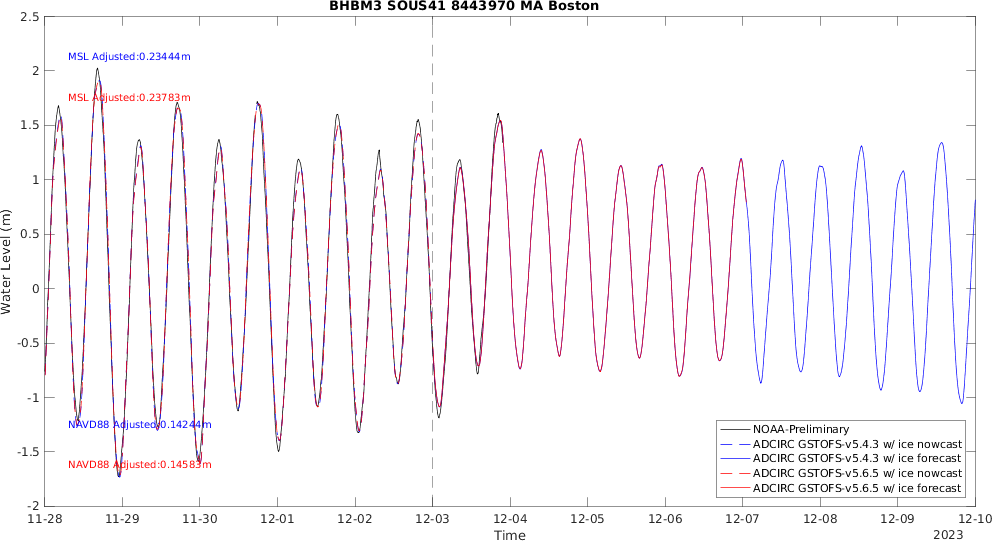 BHBM3 SOUS41 8443970 MA Boston
2.5
2
1.5
1
0.5
0
-0.5
-1
-1.5
-2
Water Level (m)
MSL Adjusted:0.23444m
MSL Adjusted:0.23783m
NAVD88 Adjusted:0.14244m
NAVD88 Adjusted:0.14583m
NOAA-Preliminary
ADCIRC GSTOFS-v5.4.3 w/ ice nowcast
ADCIRC GSTOFS-v5.4.3 w/ ice forecast
ADCIRC GSTOFS-v5.6.5 w/ ice nowcast
ADCIRC GSTOFS-v5.6.5 w/ ice forecast
11-28 11-29 11-30 12-01 12-02 12-03 12-04 12-05 12-06 12-07 12-08 12-09 12-10
Time
2023